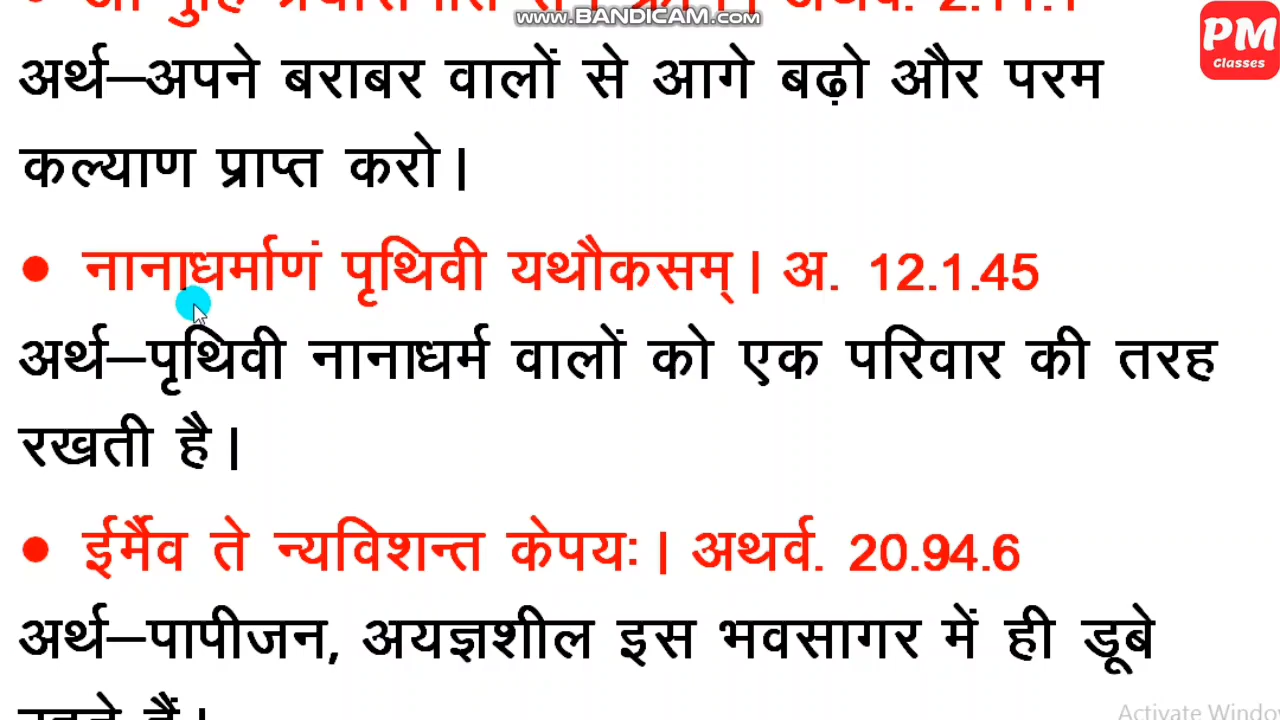 www.BANDICAM.com
PM
Classes
अर्थ–अपने बराबर वालों से आगे बढ़ो और परम
कल्याण प्राप्त करो।
• नानाधर्माणं पृथिवी यथौकसम्। अ. 12.1.45
अर्थ–पृथिवी नानाधर्म वालों को एक परिवार की तरह
रखती है।
• ईर्मैव ते न्यविशन्त केपयः। अथर्व. 20.94.6
अर्थ–पापीजन, अयज्ञशील इस भवसागर में ही डूबे
Activate Windo